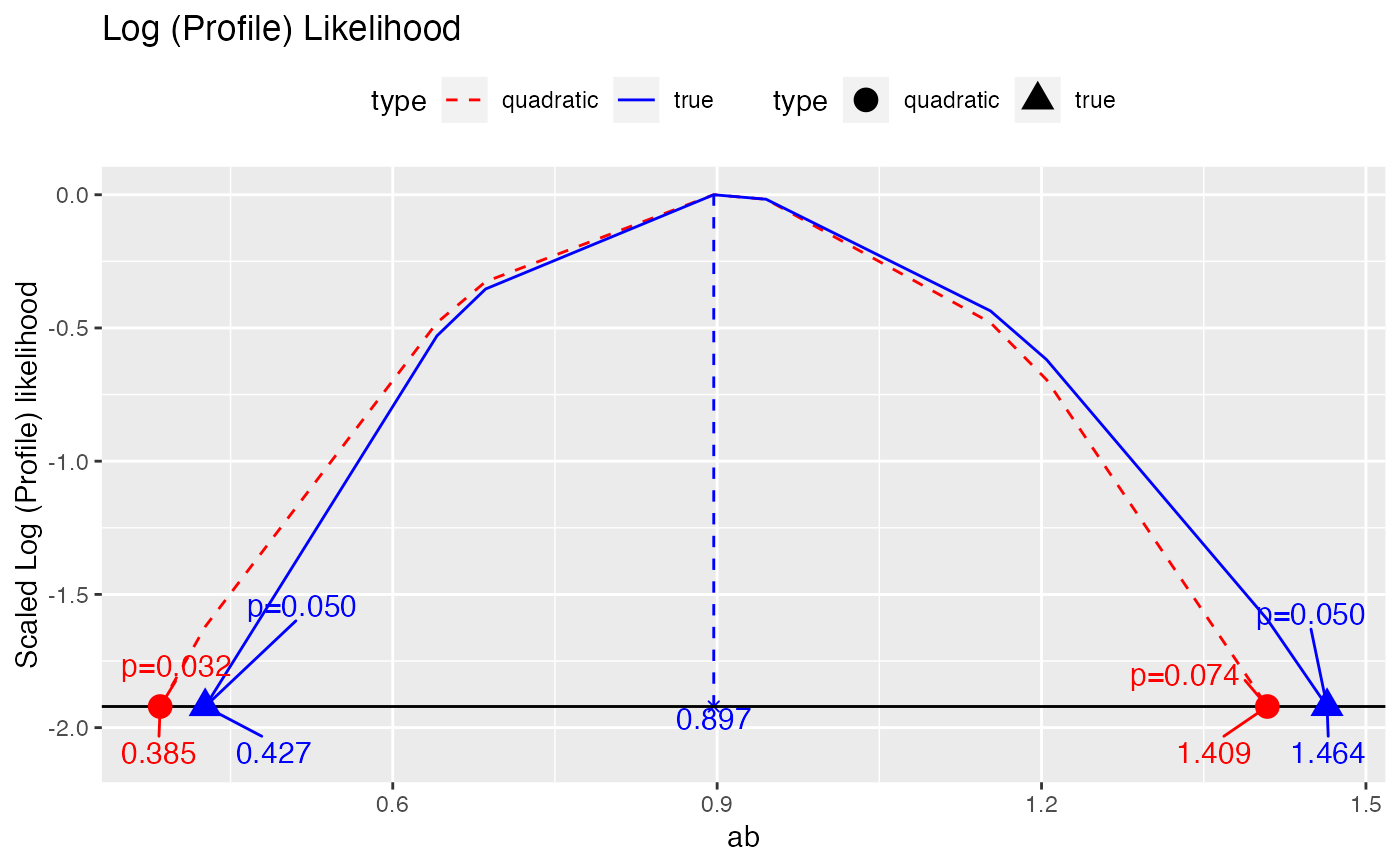 Log (Profile) Likelihood
type quadratic true type quadratic true
0.0
-0.5
-1.0
-1.5
-2.0
Scaled Log (Profile) likelihood
p=0.050
p=0.050
p=0.032
p=0.074
0.897
0.385
0.427
1.409
1.464
0.6 0.9 1.2 1.5
ab